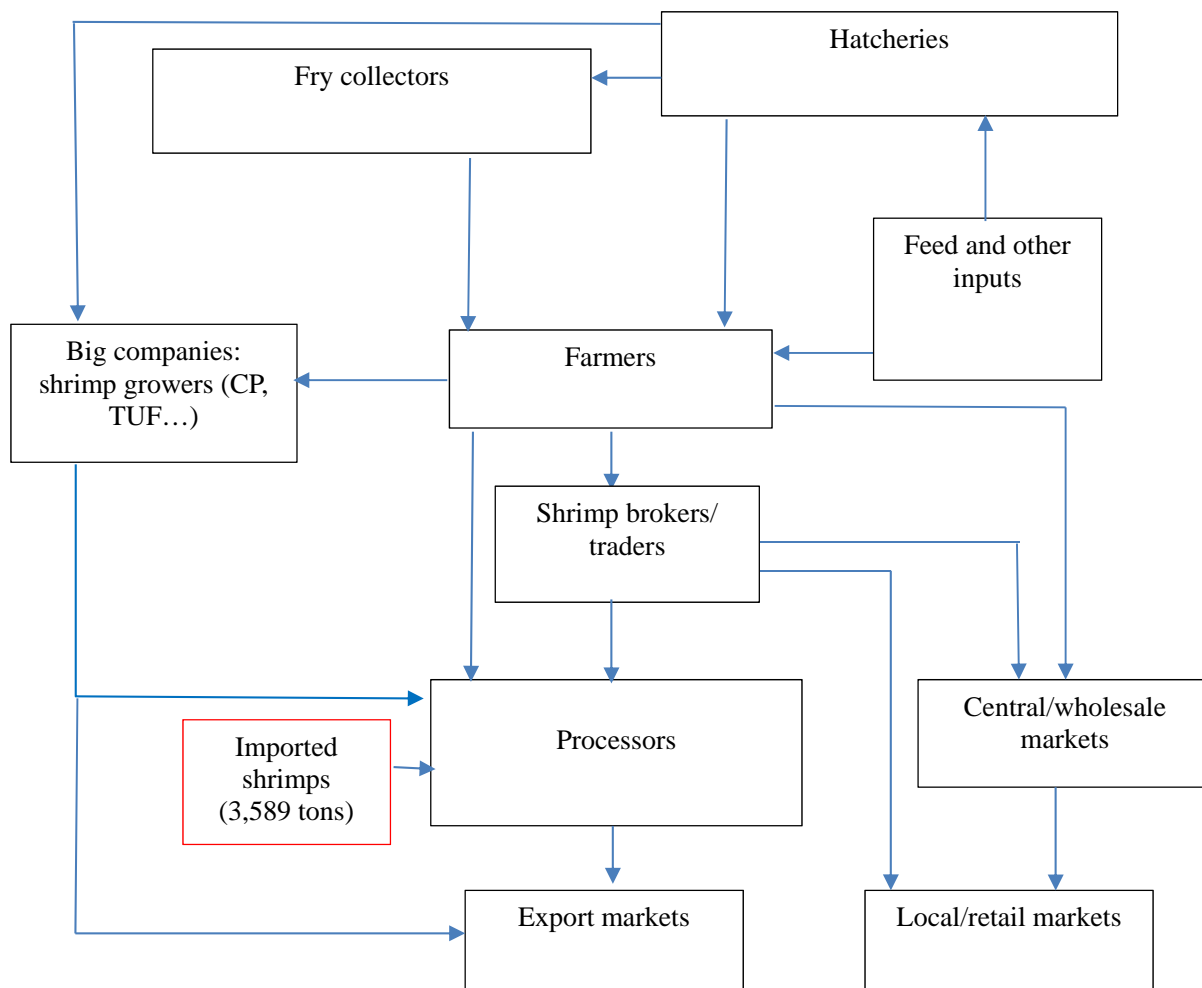 Hatcheries
Fry collectors
Feed and other
inputs
Big companies:
shrimp growers (CP,
TUF…)
Farmers
Shrimp brokers/
traders
Central/wholesale
markets
Processors
Imported
shrimps
(3,589 tons)
Export markets
Local/retail markets